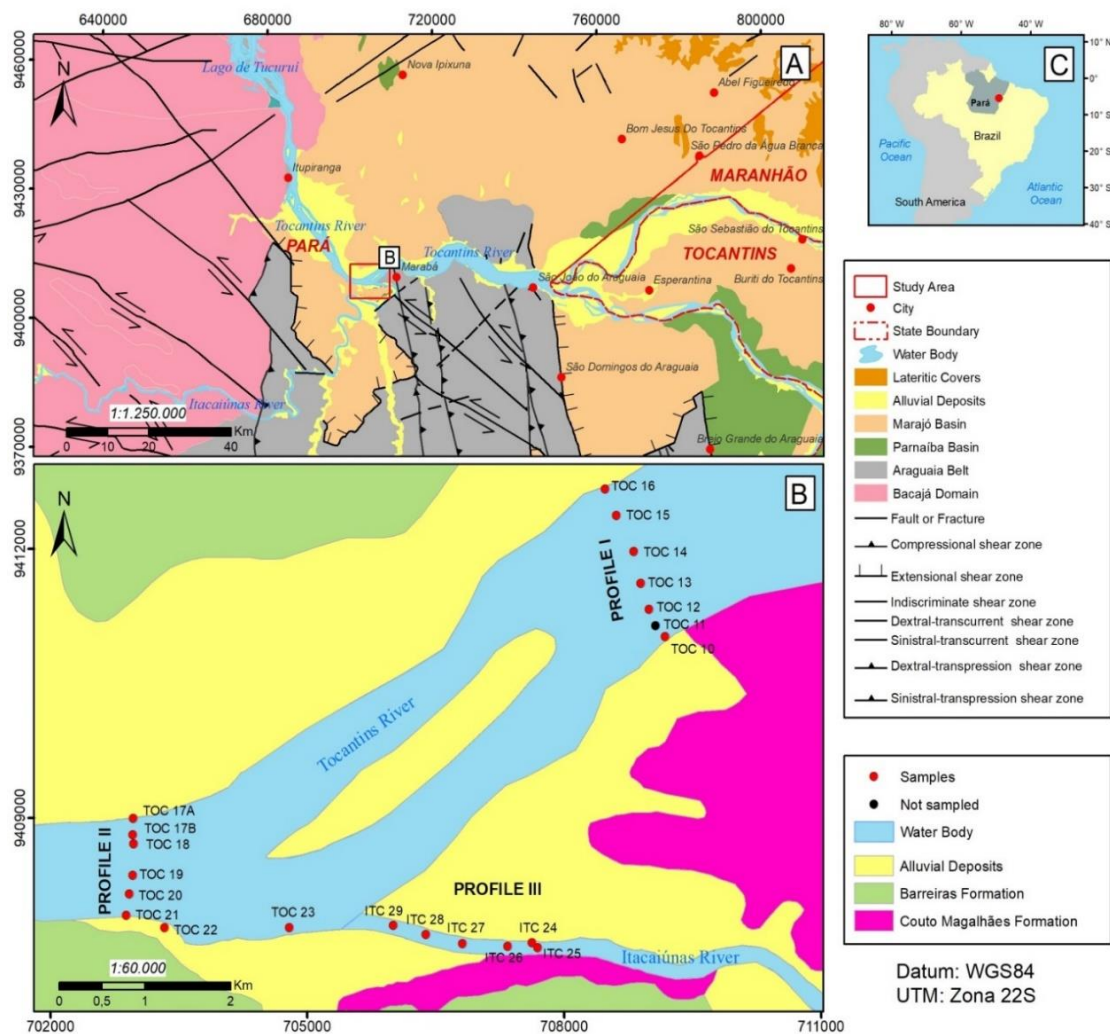 640000 680000 720000 760000 800000
9460000
9430000
9400000
9370000
N
A
Lago de Tucuruí
Nova Ipixuna
Abel Figueiredo
Bom Jesus Do Tocantins
São Pedro da Água Branca
Itupiranga
MARANHÃO
Tocantins River
PARÁ
B
Tocantins River
São Sebastião do Tocantins
TOCANTINS
Marabá
São João do Araguaia
Esperantina
Buriti do Tocantins
São Domingos do Araguaia
Itacaiúnas River
1:1.250.000
Km
0 10 20 40
Brejo Grande do Araguaia
80° W 60° W 40° W
C
10° N
0°
10° S
20° S
30° S
40° S
Pará
Brazil
Pacific
Ocean
Atlantic
Ocean
South America
Study Area
City
State Boundary
Water Body
Lateritic Covers
Alluvial Deposits
Marajó Basin
Parnaíba Basin
Araguaia Belt
Bacajá Domain
Fault or Fracture
Compressional shear zone
Extensional shear zone
Indiscriminate shear zone
Dextral-transcurrent shear zone
Sinistral-transcurrent shear zone
Dextral-transpression shear zone
Sinistral-transpression shear zone
N
B
9412000
9409000
TOC 16
TOC 15
TOC 14
TOC 13
TOC 12
TOC 11
TOC 10
PROFILE I
Tocantins River
TOC 17A
TOC 17B
TOC 18
TOC 19
TOC 20
TOC 21
TOC 22
PROFILE II
TOC 23
PROFILE III
ITC 29
ITC 28
ITC 27
ITC 26
ITC 24
ITC 25
Itacaiúnas River
1:60.000
Km
0 0,5 1 2
702000 705000 708000 711000
Samples
Not sampled
Water Body
Alluvial Deposits
Barreiras Formation
Couto Magalhães Formation
Datum: WGS84
UTM: Zona 22S